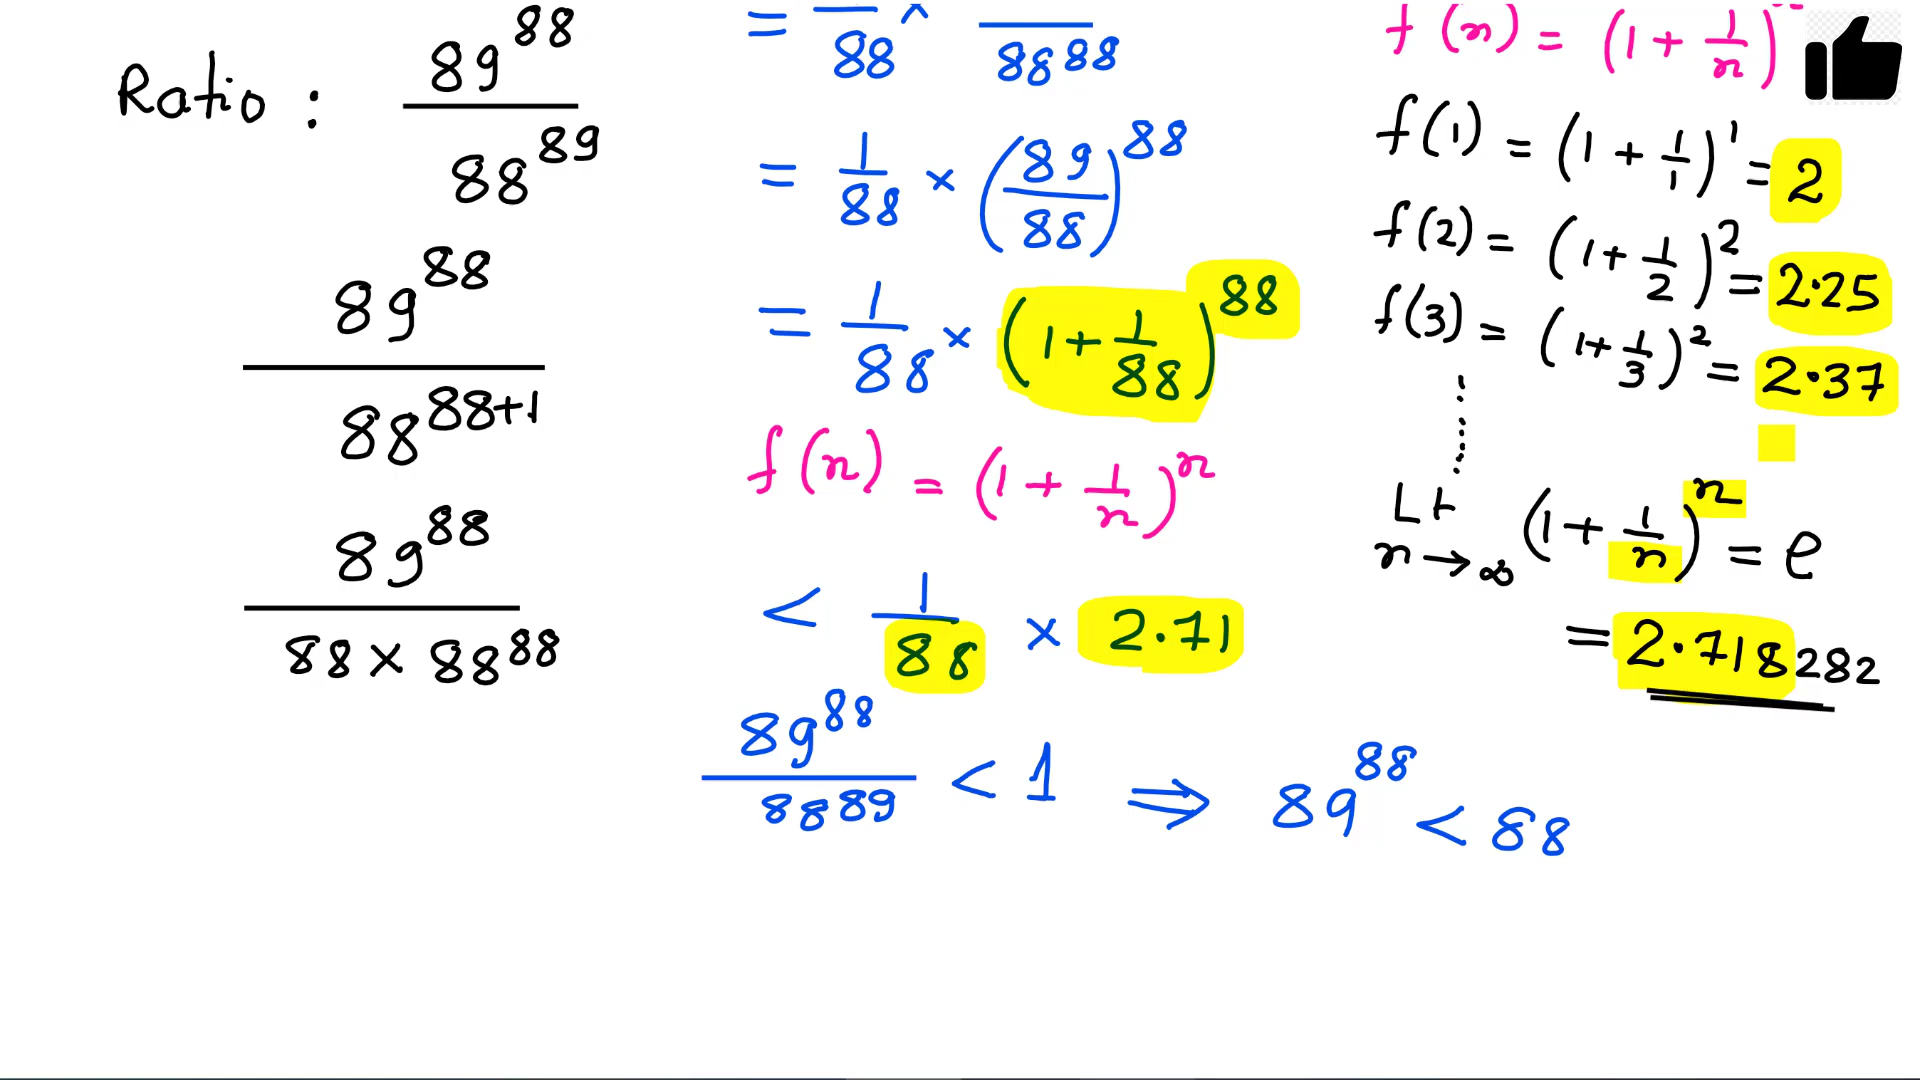 Ratio : 89^88 / 88^89
89^88 / 88^(88+1)
89^88 / 88 × 88^88
= / 88 × / 88^88
= 1/88 × (89/88)^88
= 1/88 × (1 + 1/88)^88
f(n) = (1 + 1/n)^n
< 1/88 × 2.71
89^88 / 88^89 < 1 ⇒ 89^88 < 88
f(n) = (1 + 1/n)^n
f(1) = (1 + 1/1)^1 = 2
f(2) = (1 + 1/2)^2 = 2.25
f(3) = (1 + 1/3)^2 = 2.37
Lt n→∞ (1 + 1/n)^n = e
= 2.718282